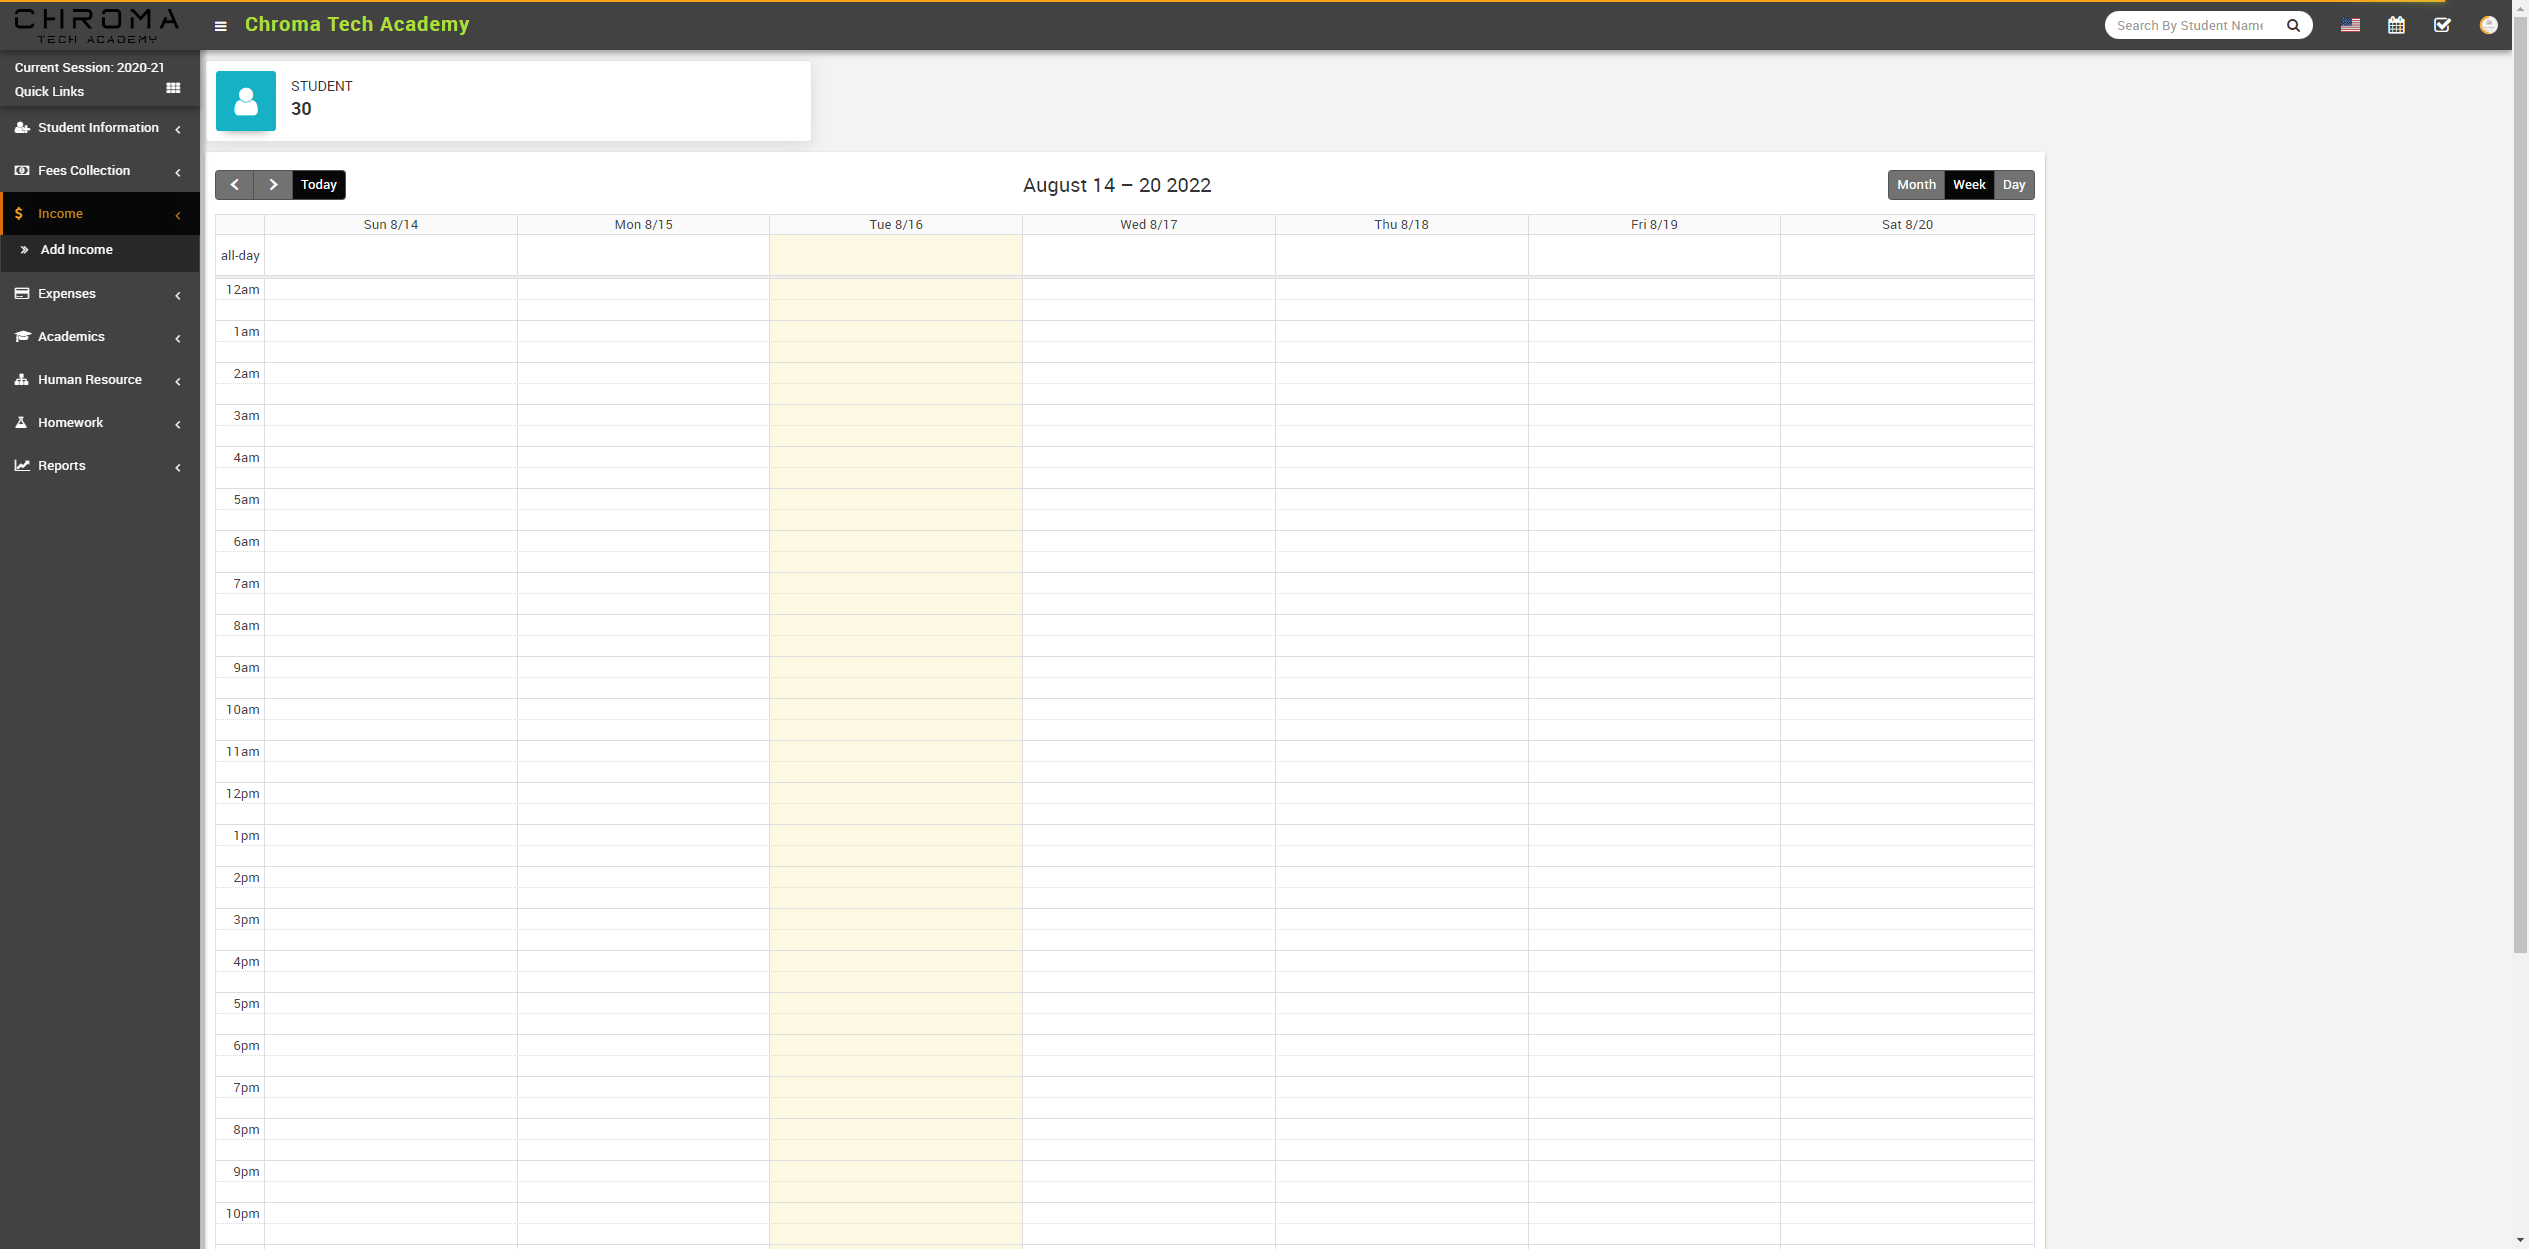 CHROMA
TECH ACADEMY
Chroma Tech Academy
Search By Student Name
Current Session: 2020-21
Quick Links
Student Information
Fees Collection
Income
Add Income
Expenses
Academics
Human Resource
Homework
Reports
STUDENT
30
Today
August 14 – 20 2022
Month Week Day
Sun 8/14 Mon 8/15 Tue 8/16 Wed 8/17 Thu 8/18 Fri 8/19 Sat 8/20
all-day
12am
1am
2am
3am
4am
5am
6am
7am
8am
9am
10am
11am
12pm
1pm
2pm
3pm
4pm
5pm
6pm
7pm
8pm
9pm
10pm